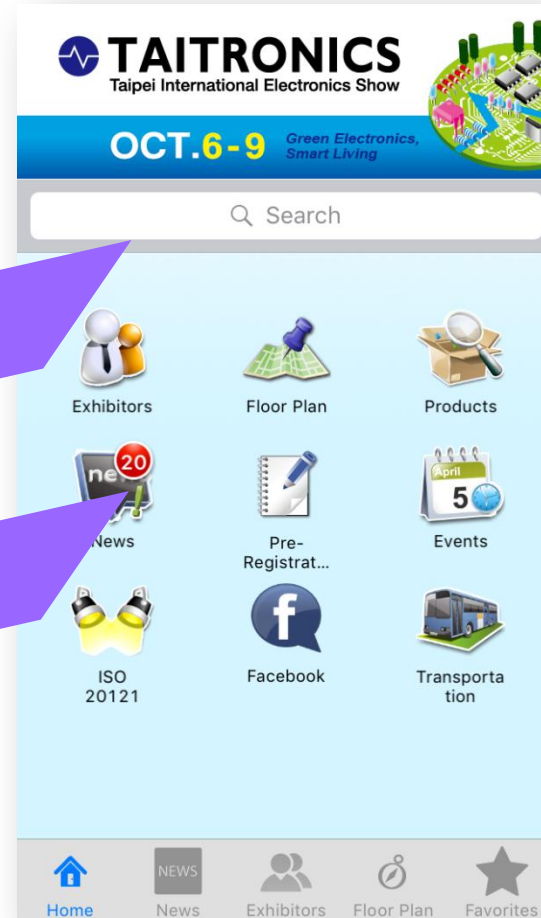 TAITRONICS
Taipei International Electronics Show
OCT.6-9
Green Electronics,
Smart Living
Search
Exhibitors
Floor Plan
Products
20
April
5
News
Pre-
Registrat...
Events
ISO
20121
Facebook
Transporta
tion
NEWS
Home
News
Exhibitors
Floor Plan
Favorites